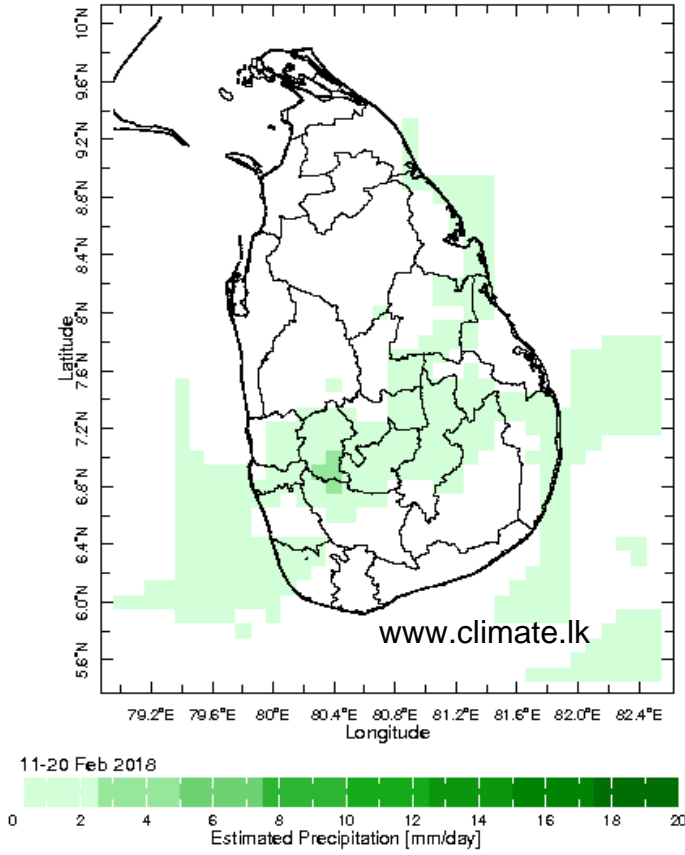 10°N
9.6°N
9.2°N
8.8°N
8.4°N
8°N
7.6°N
7.2°N
6.8°N
6.4°N
6.0°N
5.6°N
Latitude
www.climate.lk
79.2°E 79.6°E 80°E 80.4°E 80.8°E 81.2°E 81.6°E 82.0°E 82.4°E
Longitude
11-20 Feb 2018
0 2 4 6 8 10 12 14 16 18 20
Estimated Precipitation [mm/day]